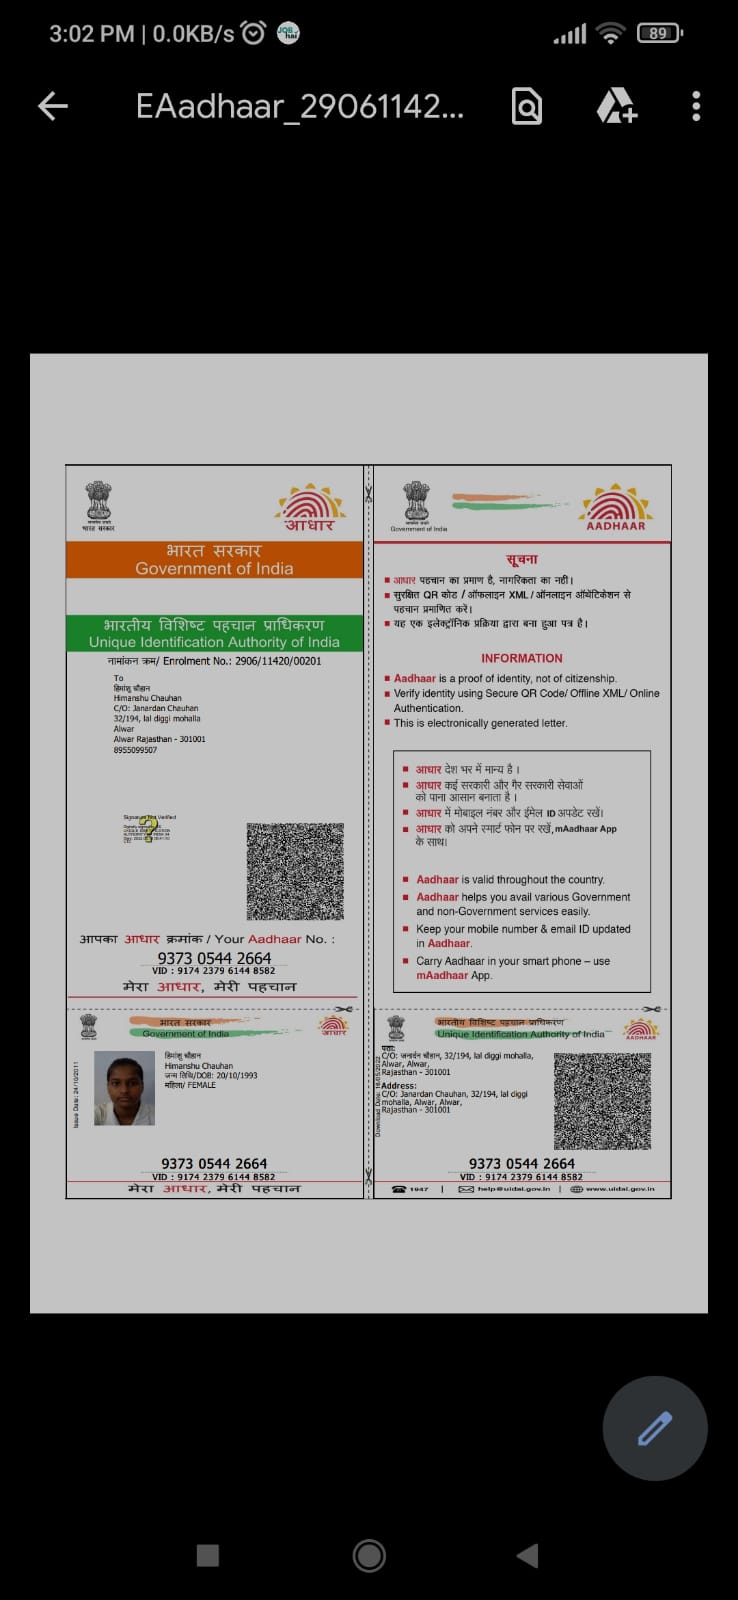 3:02 PM | 0.0KB/s
JOB hai
89
EAadhaar_29061142...
भारत सरकार
आधार
भारत सरकार
Government of India
भारतीय विशिष्ट पहचान प्राधिकरण
Unique Identification Authority of India
नामांकन क्रम/ Enrolment No.: 2906/11420/00201
To
हिमांशु चौहान
Himanshu Chauhan
C/O: Janardan Chauhan
32/194, lal diggi mohalla
Alwar
Alwar Rajasthan - 301001
8955099507
Signature Not Verified
आपका आधार क्रमांक / Your Aadhaar No. :
9373 0544 2664
VID : 9174 2379 6144 8582
मेरा आधार, मेरी पहचान
Government of India
AADHAAR
सूचना
आधार पहचान का प्रमाण है, नागरिकता का नहीं।
सुरक्षित QR कोड / ऑफलाइन XML / ऑनलाइन ऑथेंटिकेशन से
पहचान प्रमाणित करें।
यह एक इलेक्ट्रॉनिक प्रक्रिया द्वारा बना हुआ पत्र है।
INFORMATION
Aadhaar is a proof of identity, not of citizenship.
Verify identity using Secure QR Code/ Offline XML/ Online
Authentication.
This is electronically generated letter.
आधार देश भर में मान्य है।
आधार कई सरकारी और गैर सरकारी सेवाओं
को पाना आसान बनाता है।
आधार में मोबाइल नंबर और ईमेल ID अपडेट रखें।
आधार को अपने स्मार्ट फोन पर रखें, mAadhaar App
के साथ।
Aadhaar is valid throughout the country.
Aadhaar helps you avail various Government
and non-Government services easily.
Keep your mobile number & email ID updated
in Aadhaar.
Carry Aadhaar in your smart phone – use
mAadhaar App.
भारत सरकार
Government of India
आधार
Issue Date: 24/10/2011
हिमांशु चौहान
Himanshu Chauhan
जन्म तिथि/DOB: 20/10/1993
महिला/ FEMALE
9373 0544 2664
VID : 9174 2379 6144 8582
मेरा आधार, मेरी पहचान
भारतीय विशिष्ट पहचान प्राधिकरण
Unique Identification Authority of India
AADHAAR
Download Date:
पता:
C/O: जनार्दन चौहान, 32/194, lal diggi mohalla,
Alwar, Alwar,
Rajasthan - 301001
Address:
C/O: Janardan Chauhan, 32/194, lal diggi
mohalla, Alwar, Alwar,
Rajasthan - 301001
9373 0544 2664
VID : 9174 2379 6144 8582
1947 | help@uidai.gov.in | www.uidai.gov.in